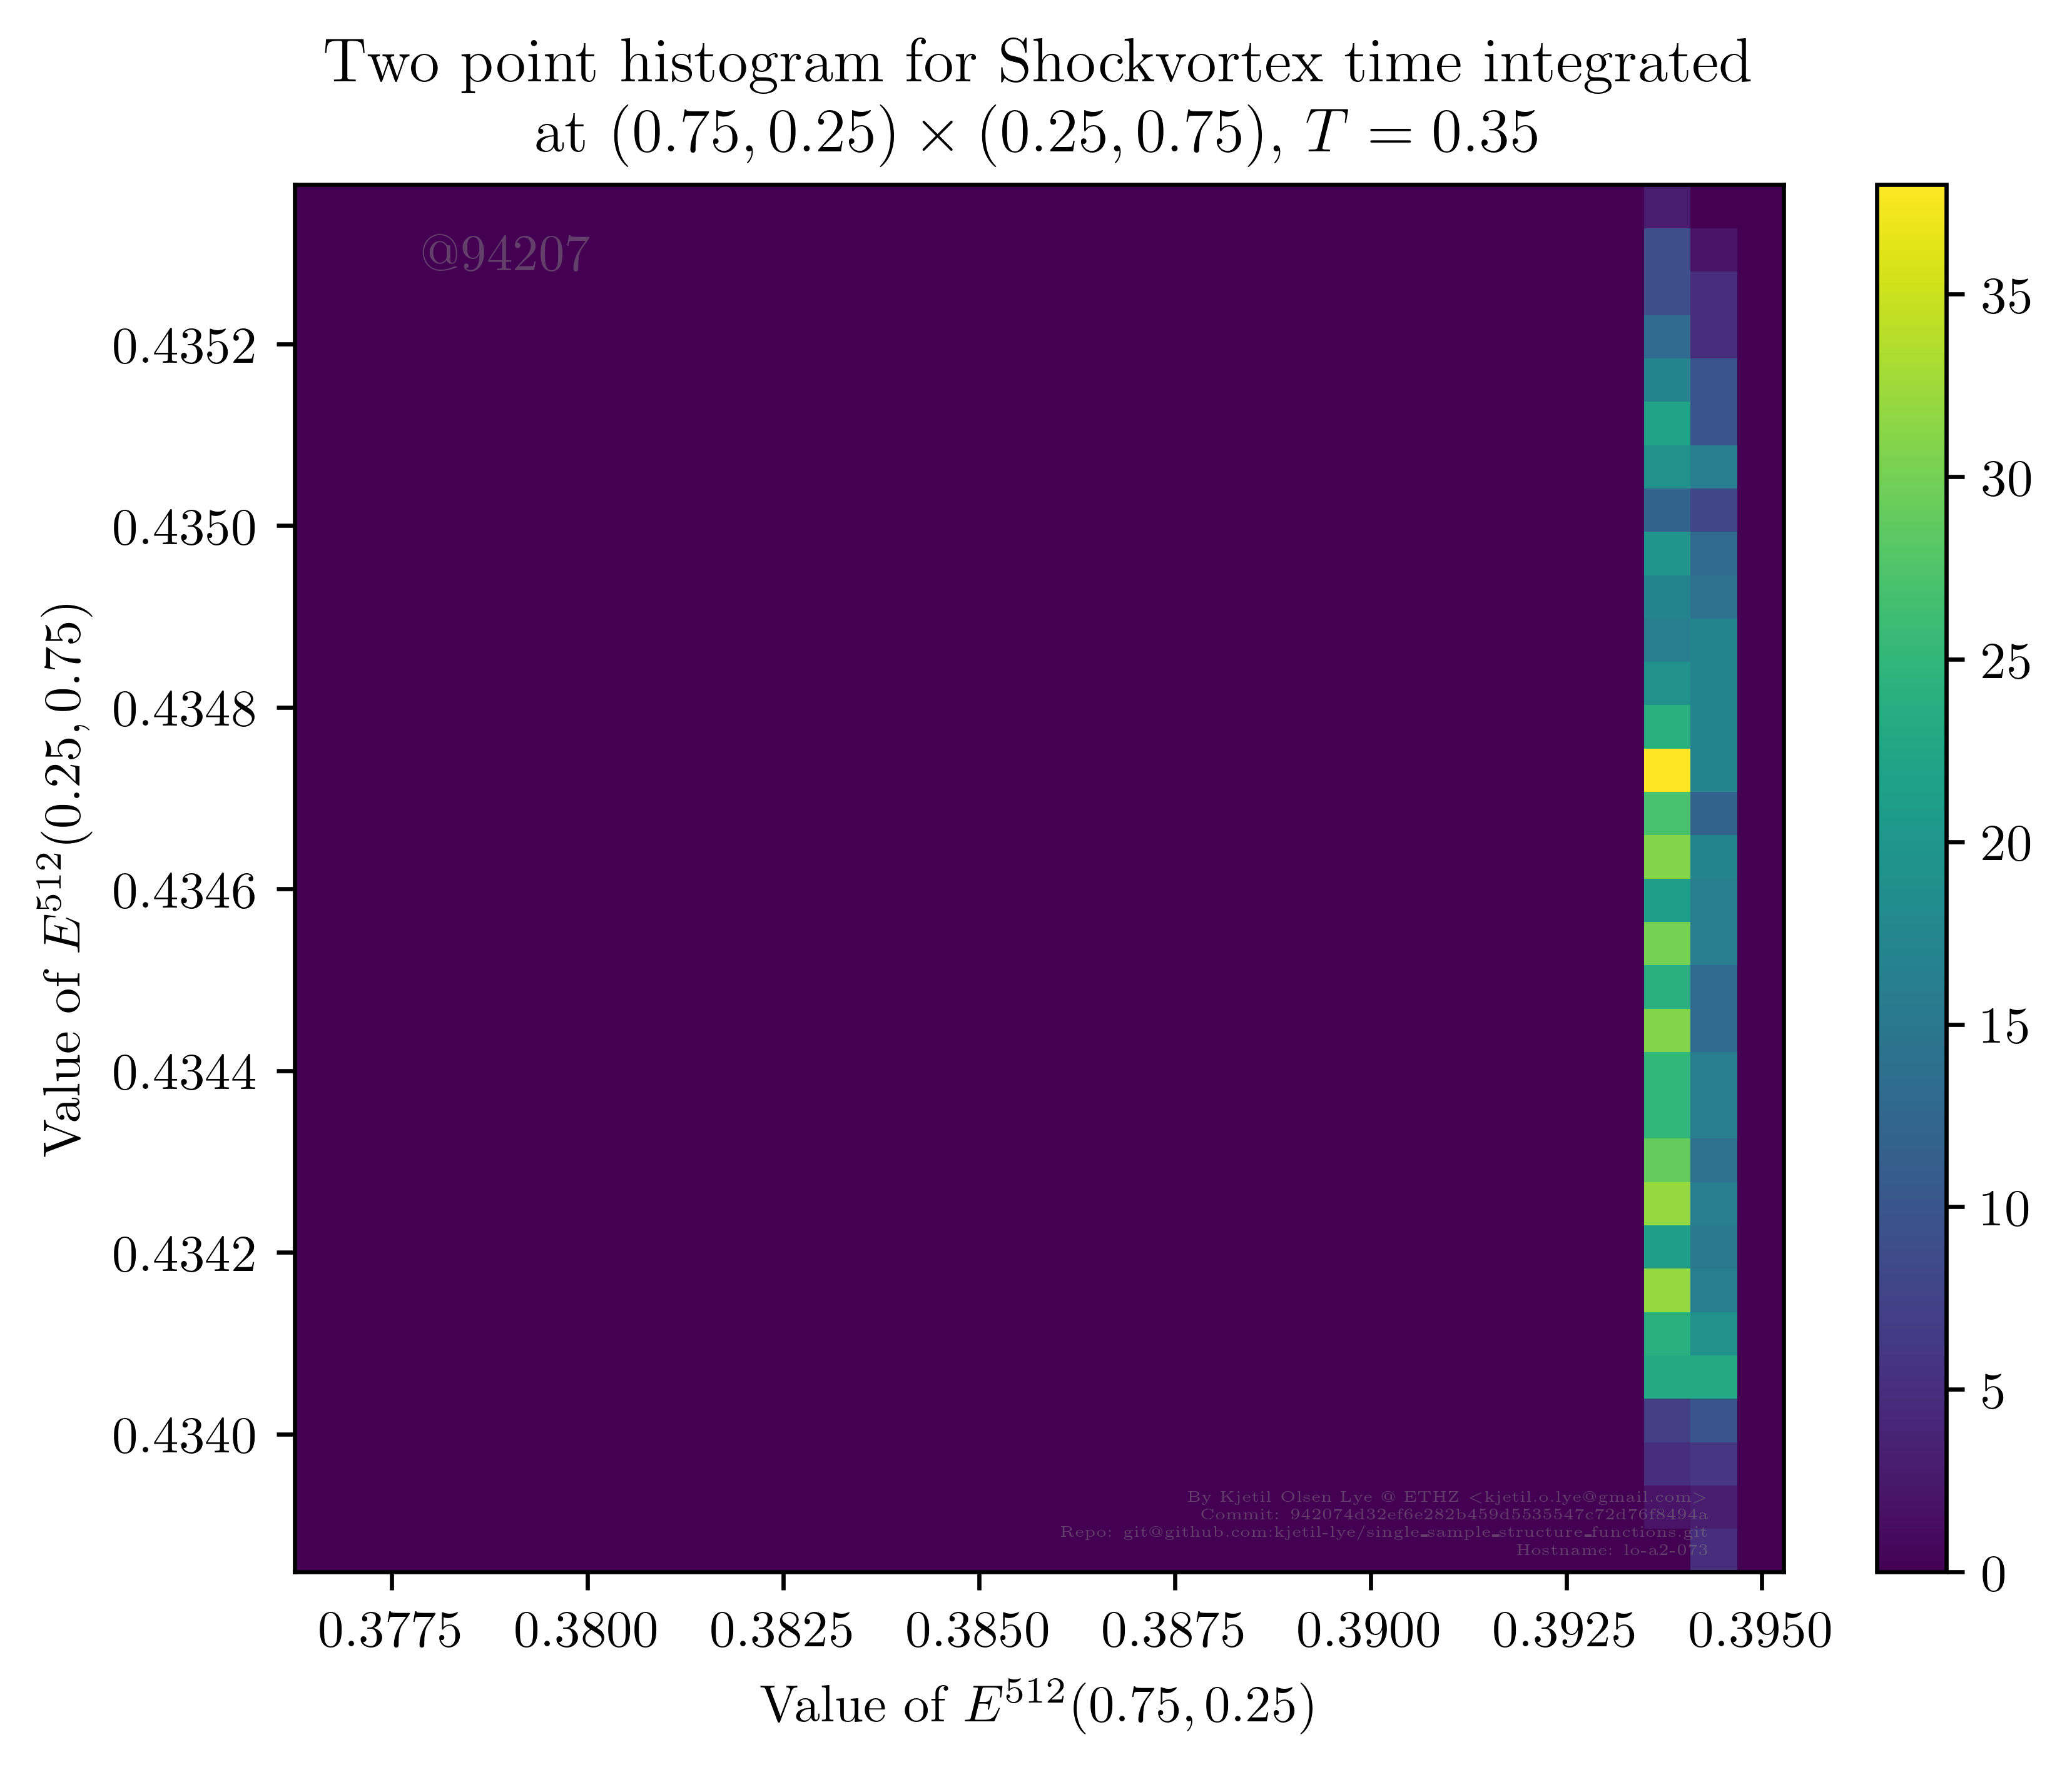 Two point histogram for Shockvortex time integrated
at (0.75, 0.25) × (0.25, 0.75), T = 0.35
@94207
0.4352
0.4350
0.4348
0.4346
0.4344
0.4342
0.4340
Value of E^512(0.25, 0.75)
35
30
25
20
15
10
5
0
By Kjetil Olsen Lye @ ETHZ <kjetil.o.lye@gmail.com>
Commit: 942074d32ef6e282b459d5535547c72d76f8494a
Repo: git@github.com:kjetil-lye/single_sample_structure_functions.git
Hostname: lo-a2-073
0.3775 0.3800 0.3825 0.3850 0.3875 0.3900 0.3925 0.3950
Value of E^512(0.75, 0.25)